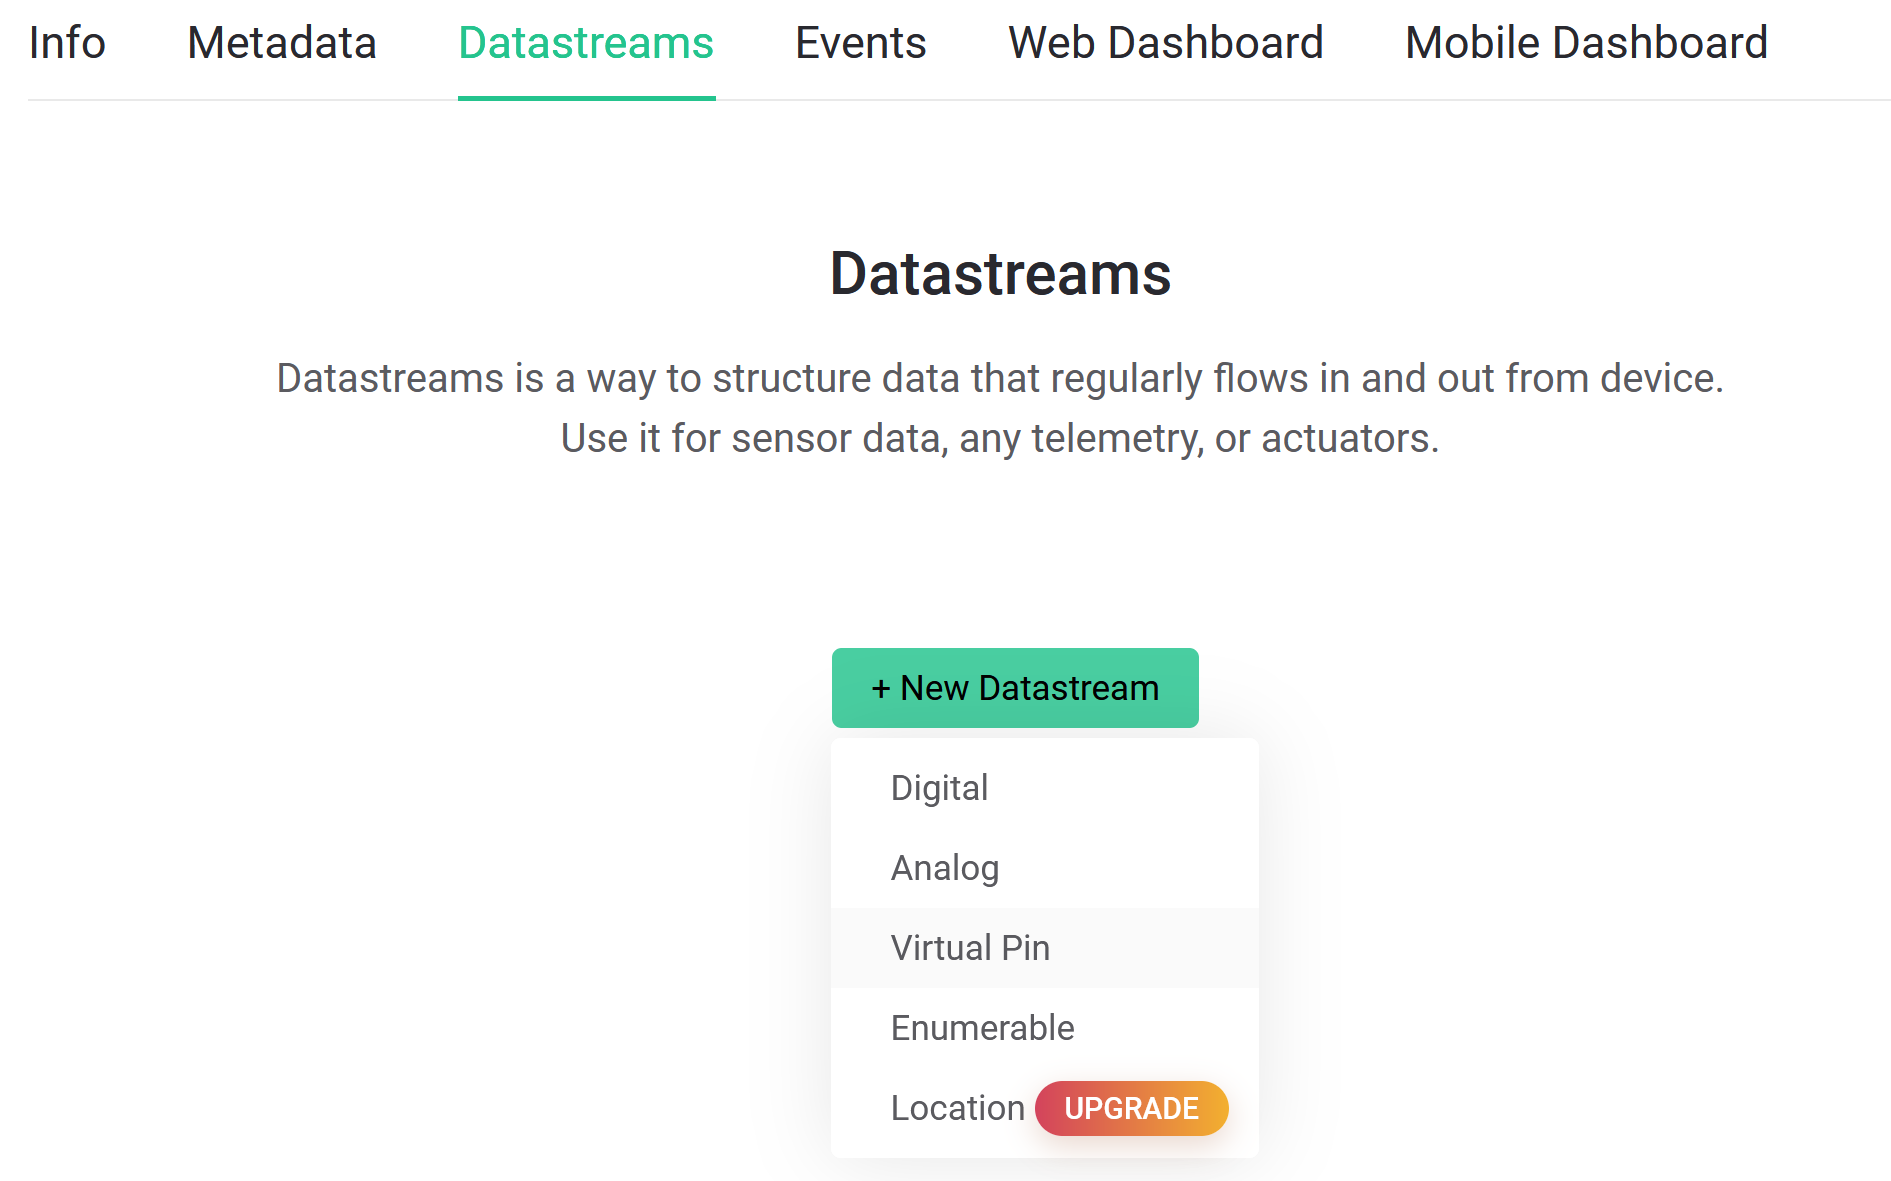 Info Metadata Datastreams Events Web Dashboard Mobile Dashboard
Datastreams
Datastreams is a way to structure data that regularly flows in and out from device.
Use it for sensor data, any telemetry, or actuators.
+ New Datastream
Digital
Analog
Virtual Pin
Enumerable
Location UPGRADE